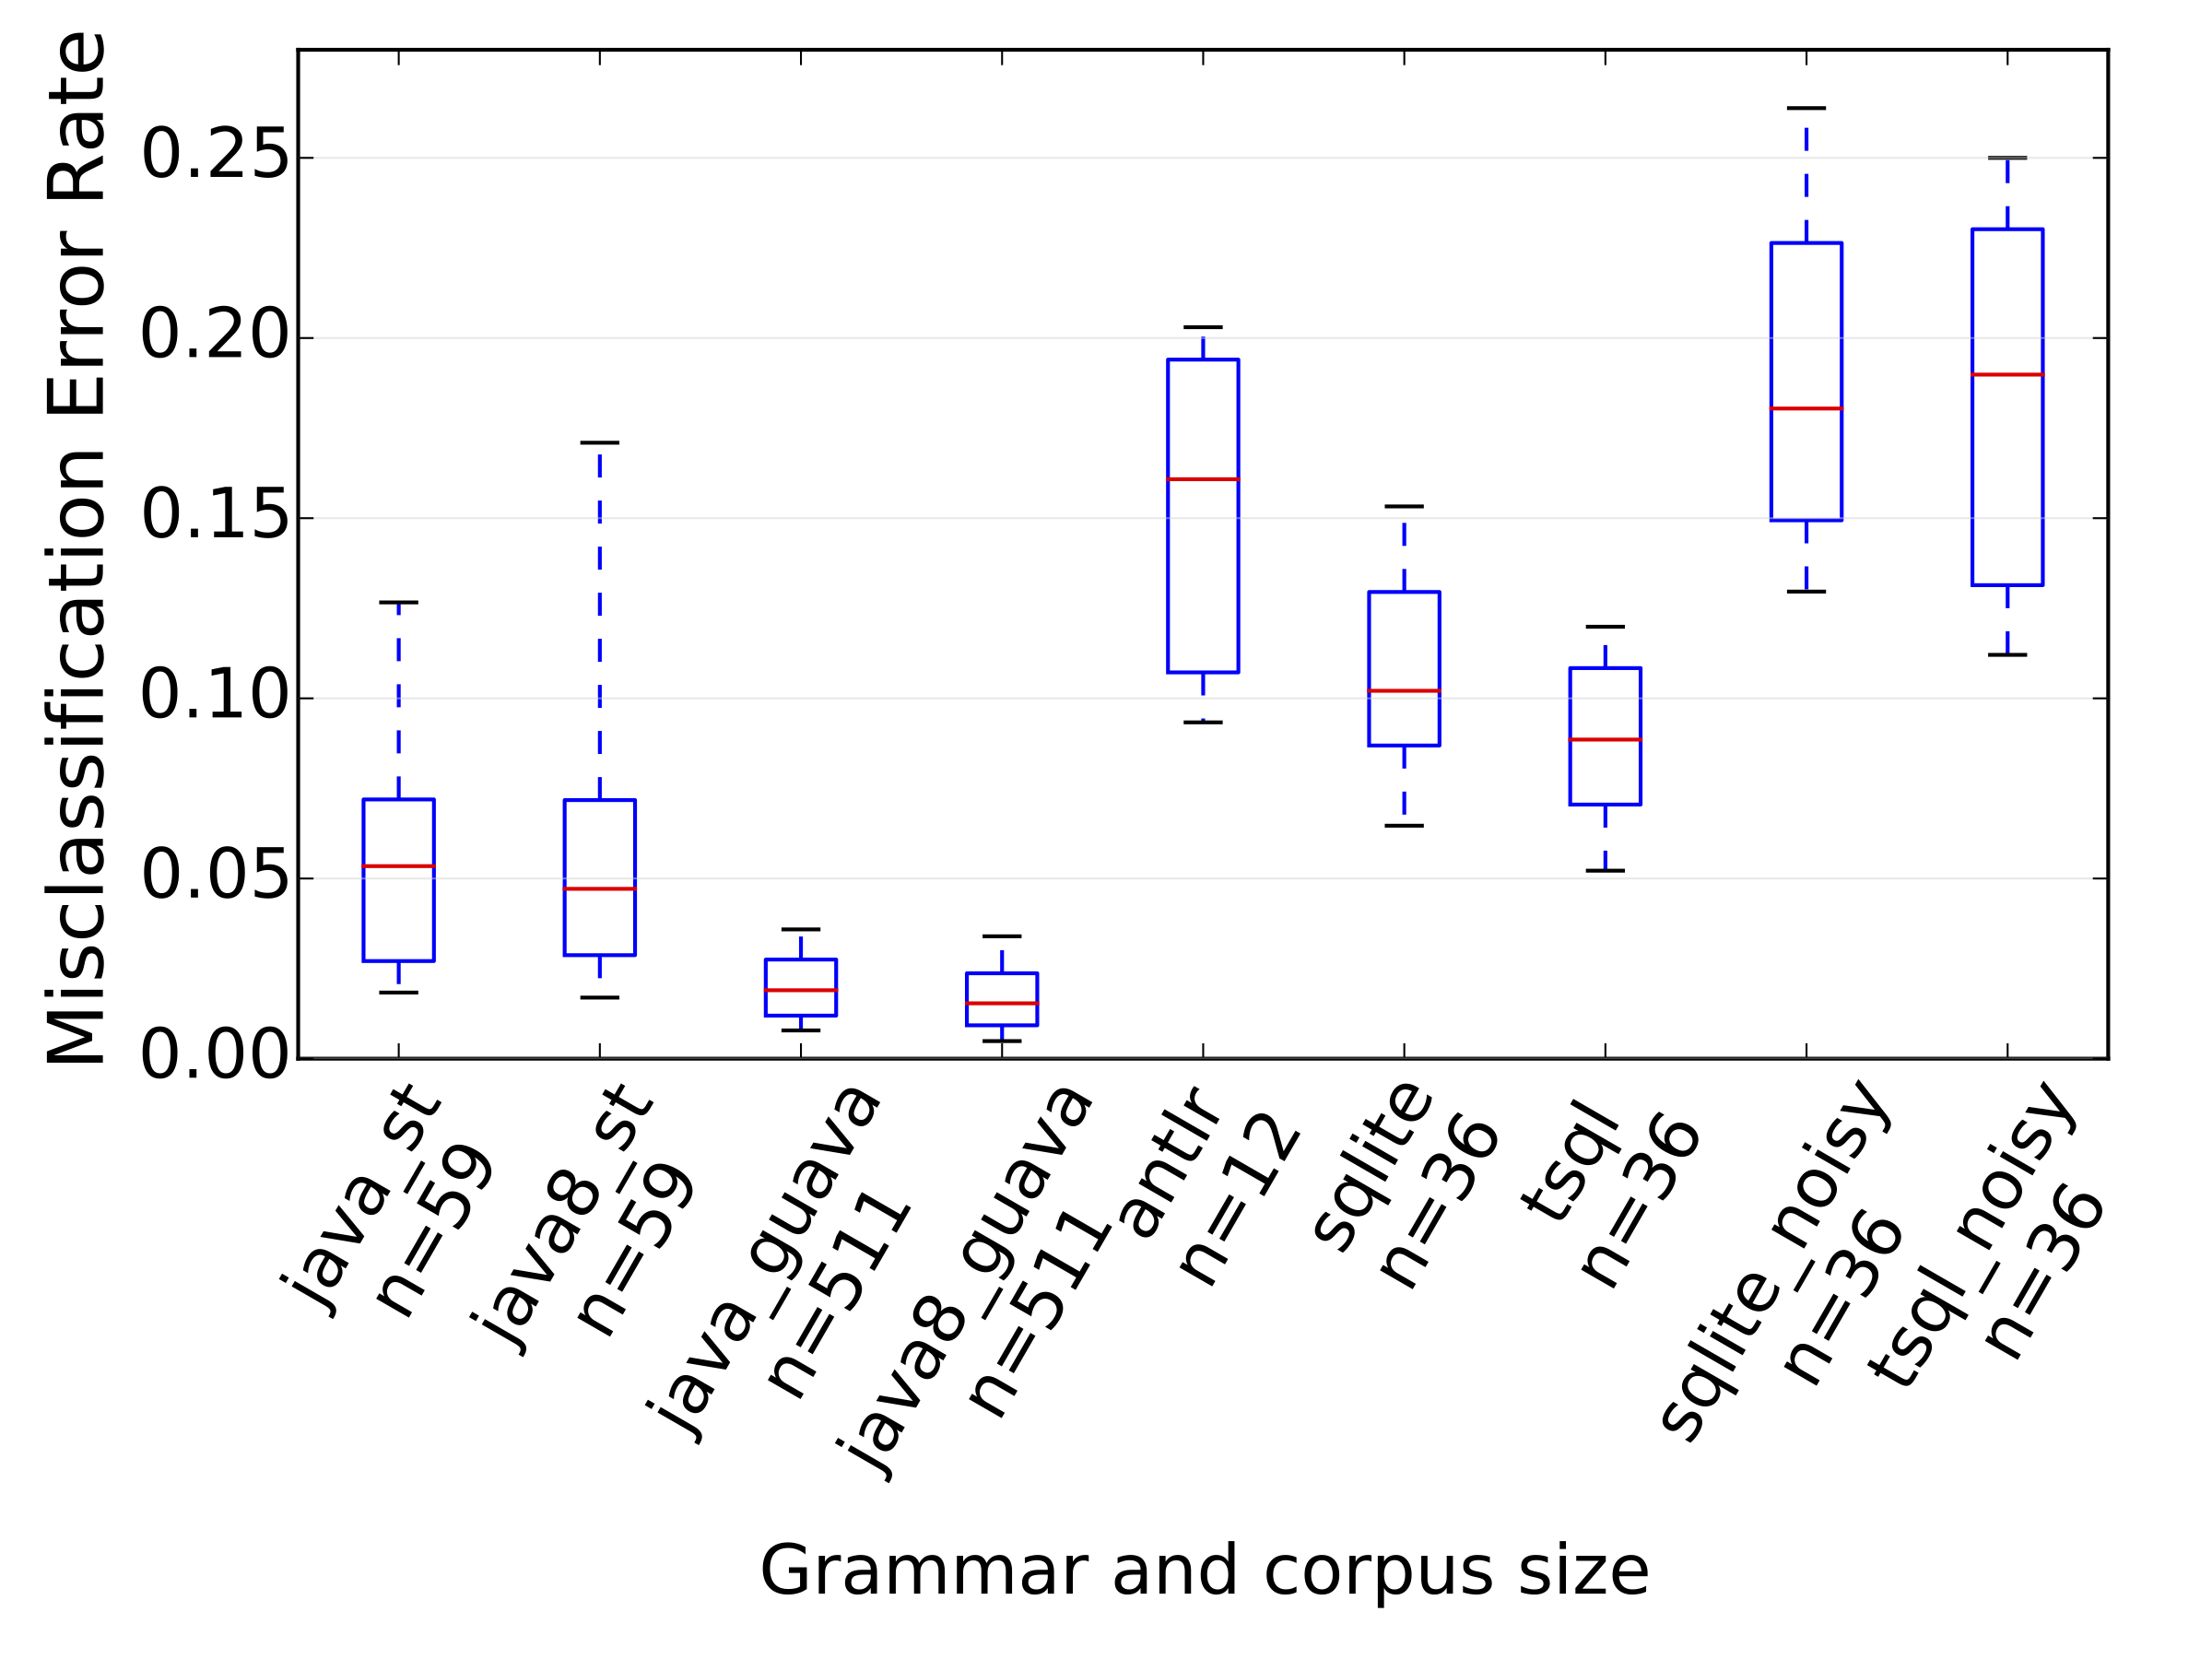 Misclassification Error Rate
0.25
0.20
0.15
0.10
0.05
0.00
java_st
n=59
java8_st
n=59
java_guava
n=511
java8_guava
n=511
antlr
n=12
sqlite
n=36
tsql
n=36
sqlite_noisy
n=36
tsql_noisy
n=36
Grammar and corpus size